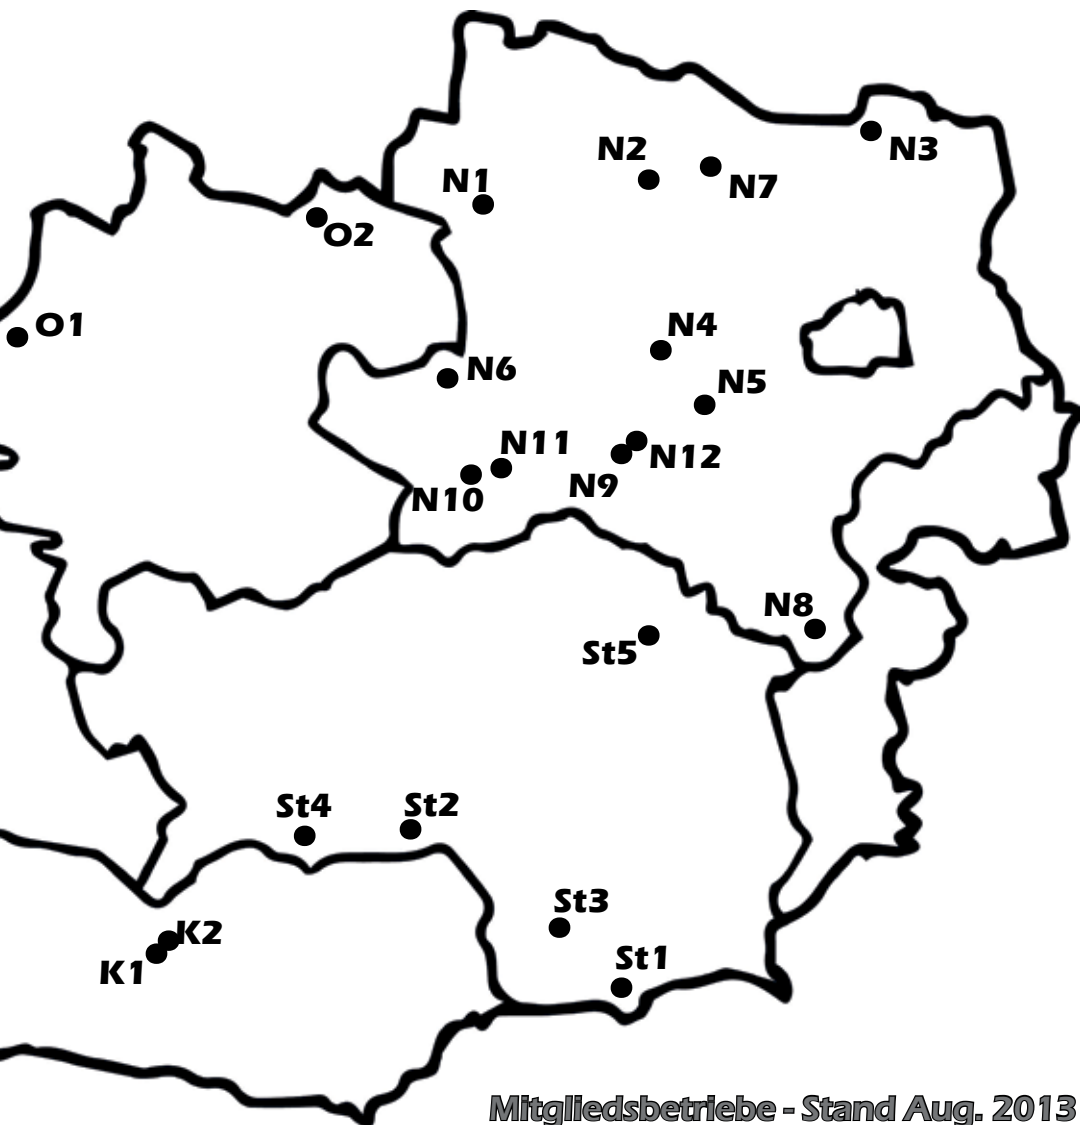 N2
N3
N7
N1
O2
O1
N4
N6
N5
N11
N12
N9
N10
N8
St5
St4
St2
St3
K2
St1
K1
Mitgliedsbetriebe - Stand Aug. 2013